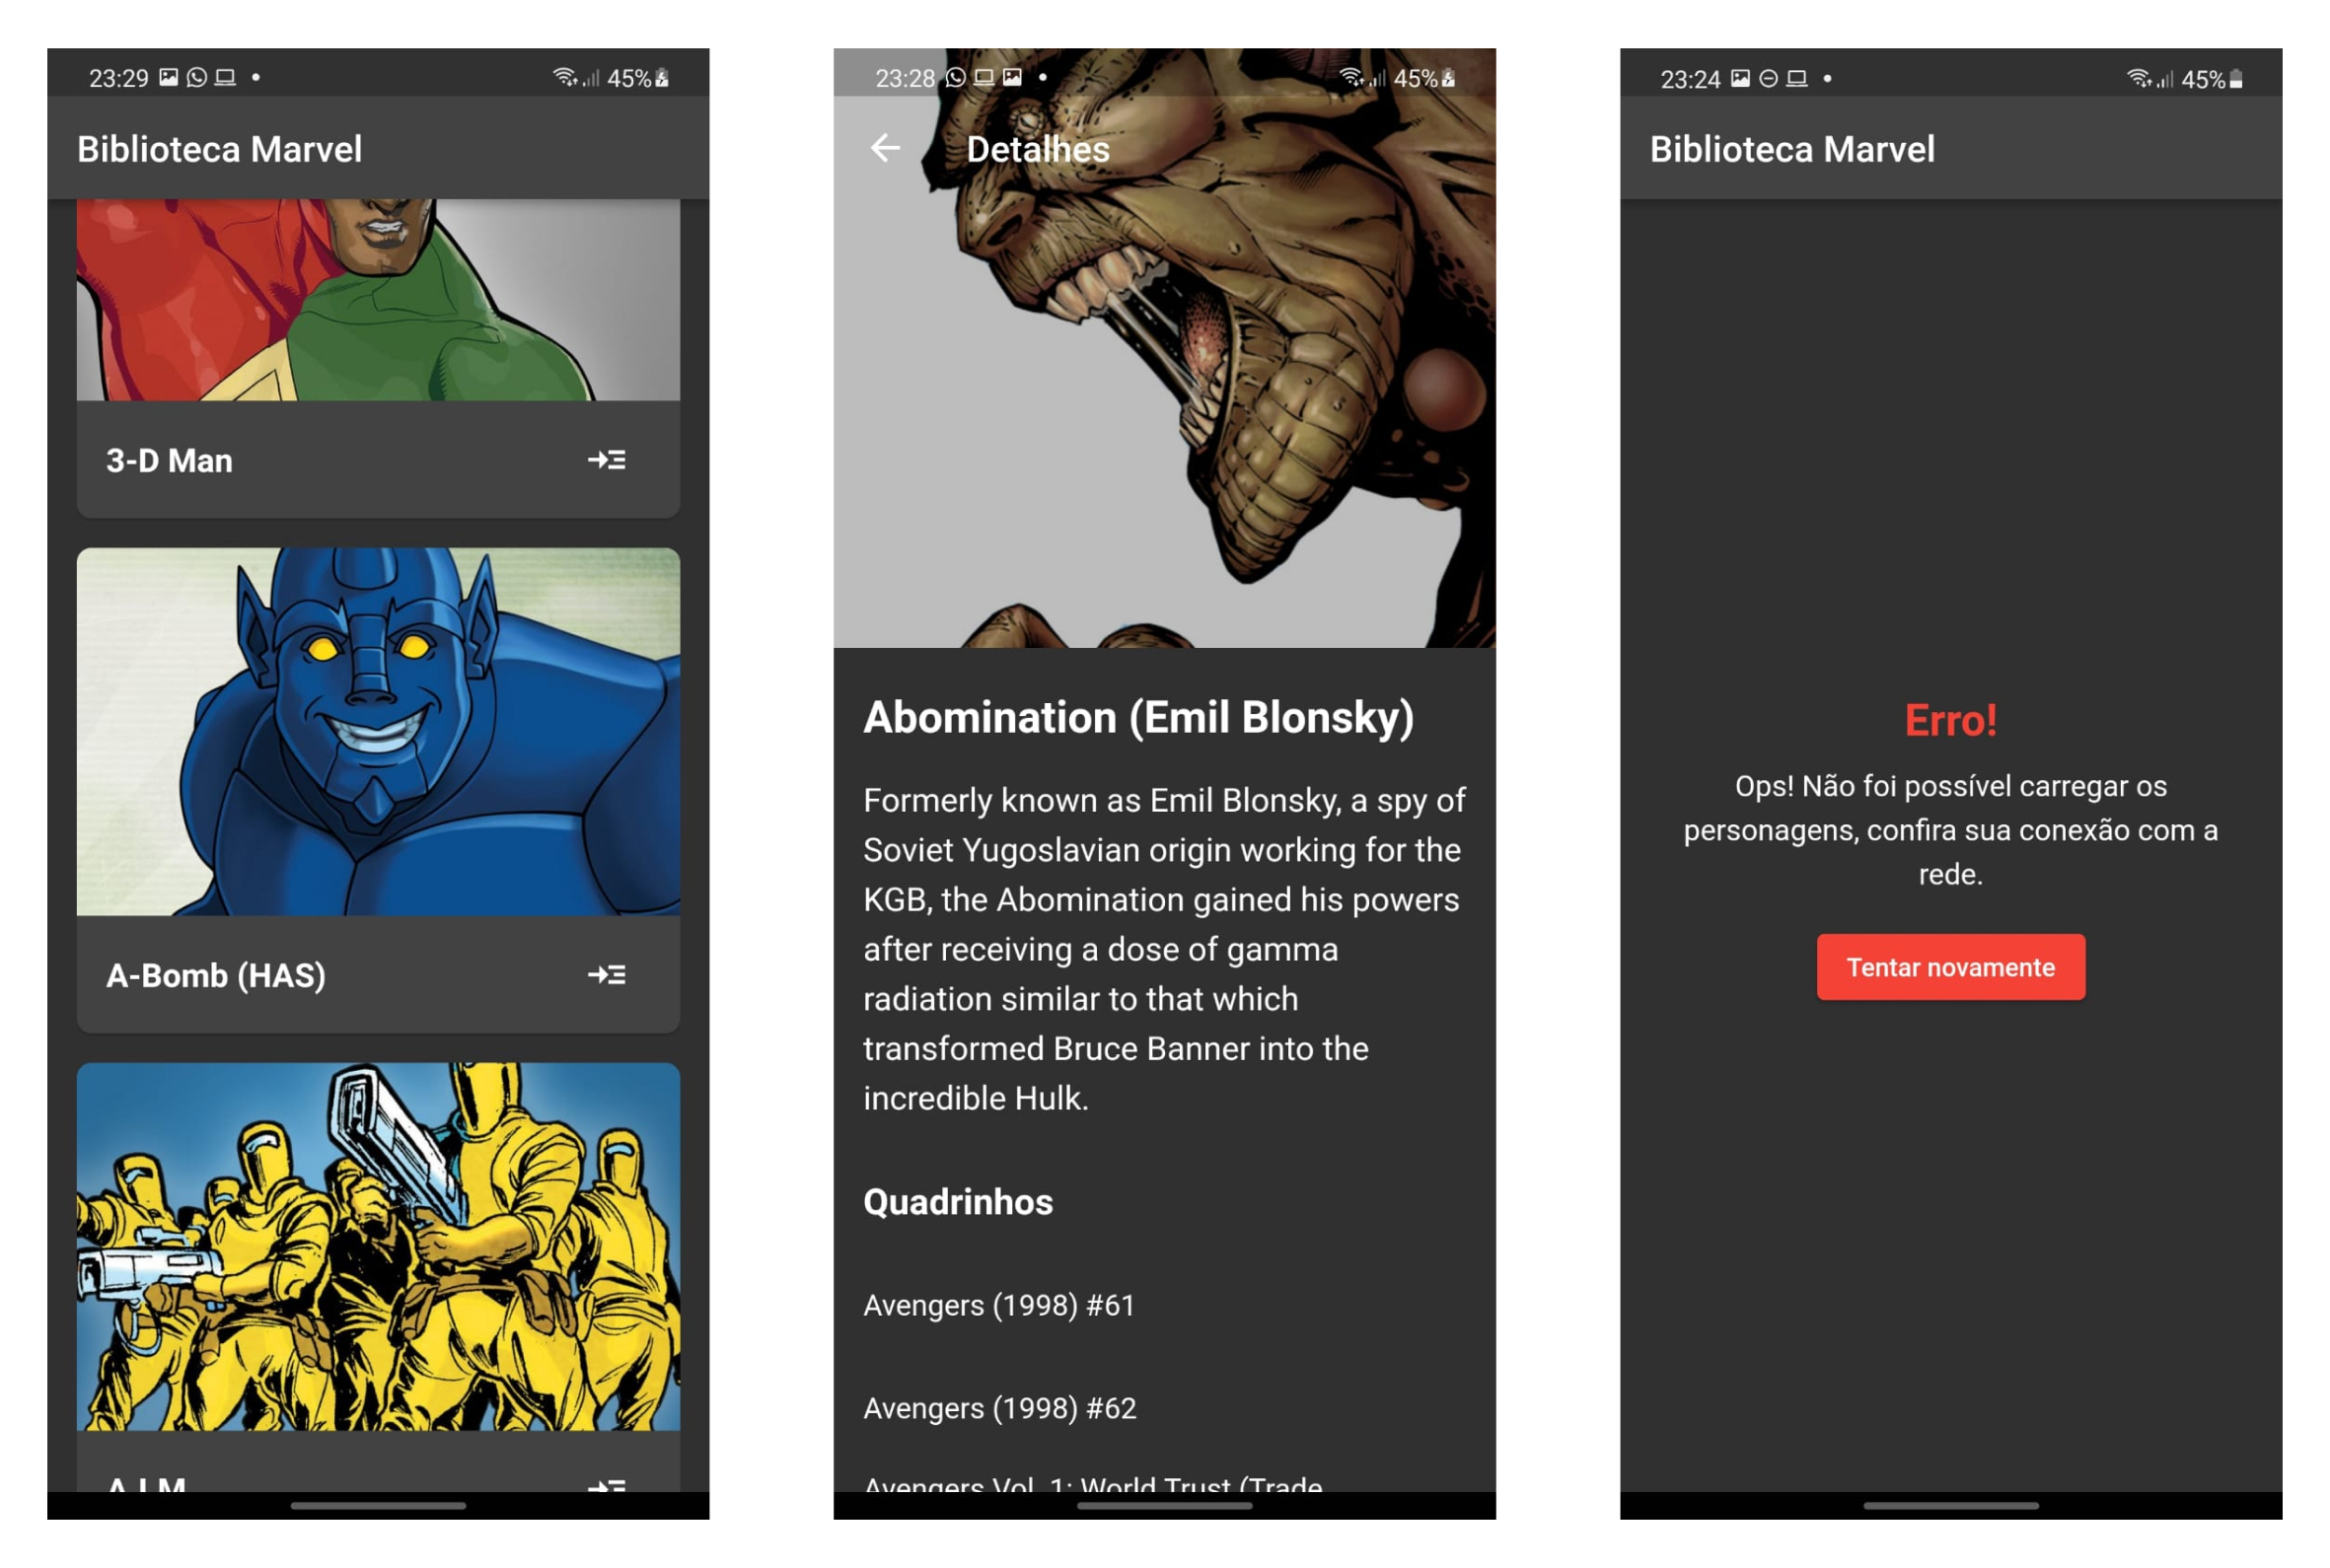 23:29
45%
Biblioteca Marvel
3-D Man
A-Bomb (HAS)
A.I.M
23:28
45%
Detalhes
Abomination (Emil Blonsky)
Formerly known as Emil Blonsky, a spy of
Soviet Yugoslavian origin working for the
KGB, the Abomination gained his powers
after receiving a dose of gamma
radiation similar to that which
transformed Bruce Banner into the
incredible Hulk.
Quadrinhos
Avengers (1998) #61
Avengers (1998) #62
Avengers Vol. 1: World Trust (Trade
23:24
45%
Biblioteca Marvel
Erro!
Ops! Não foi possível carregar os
personagens, confira sua conexão com a
rede.
Tentar novamente